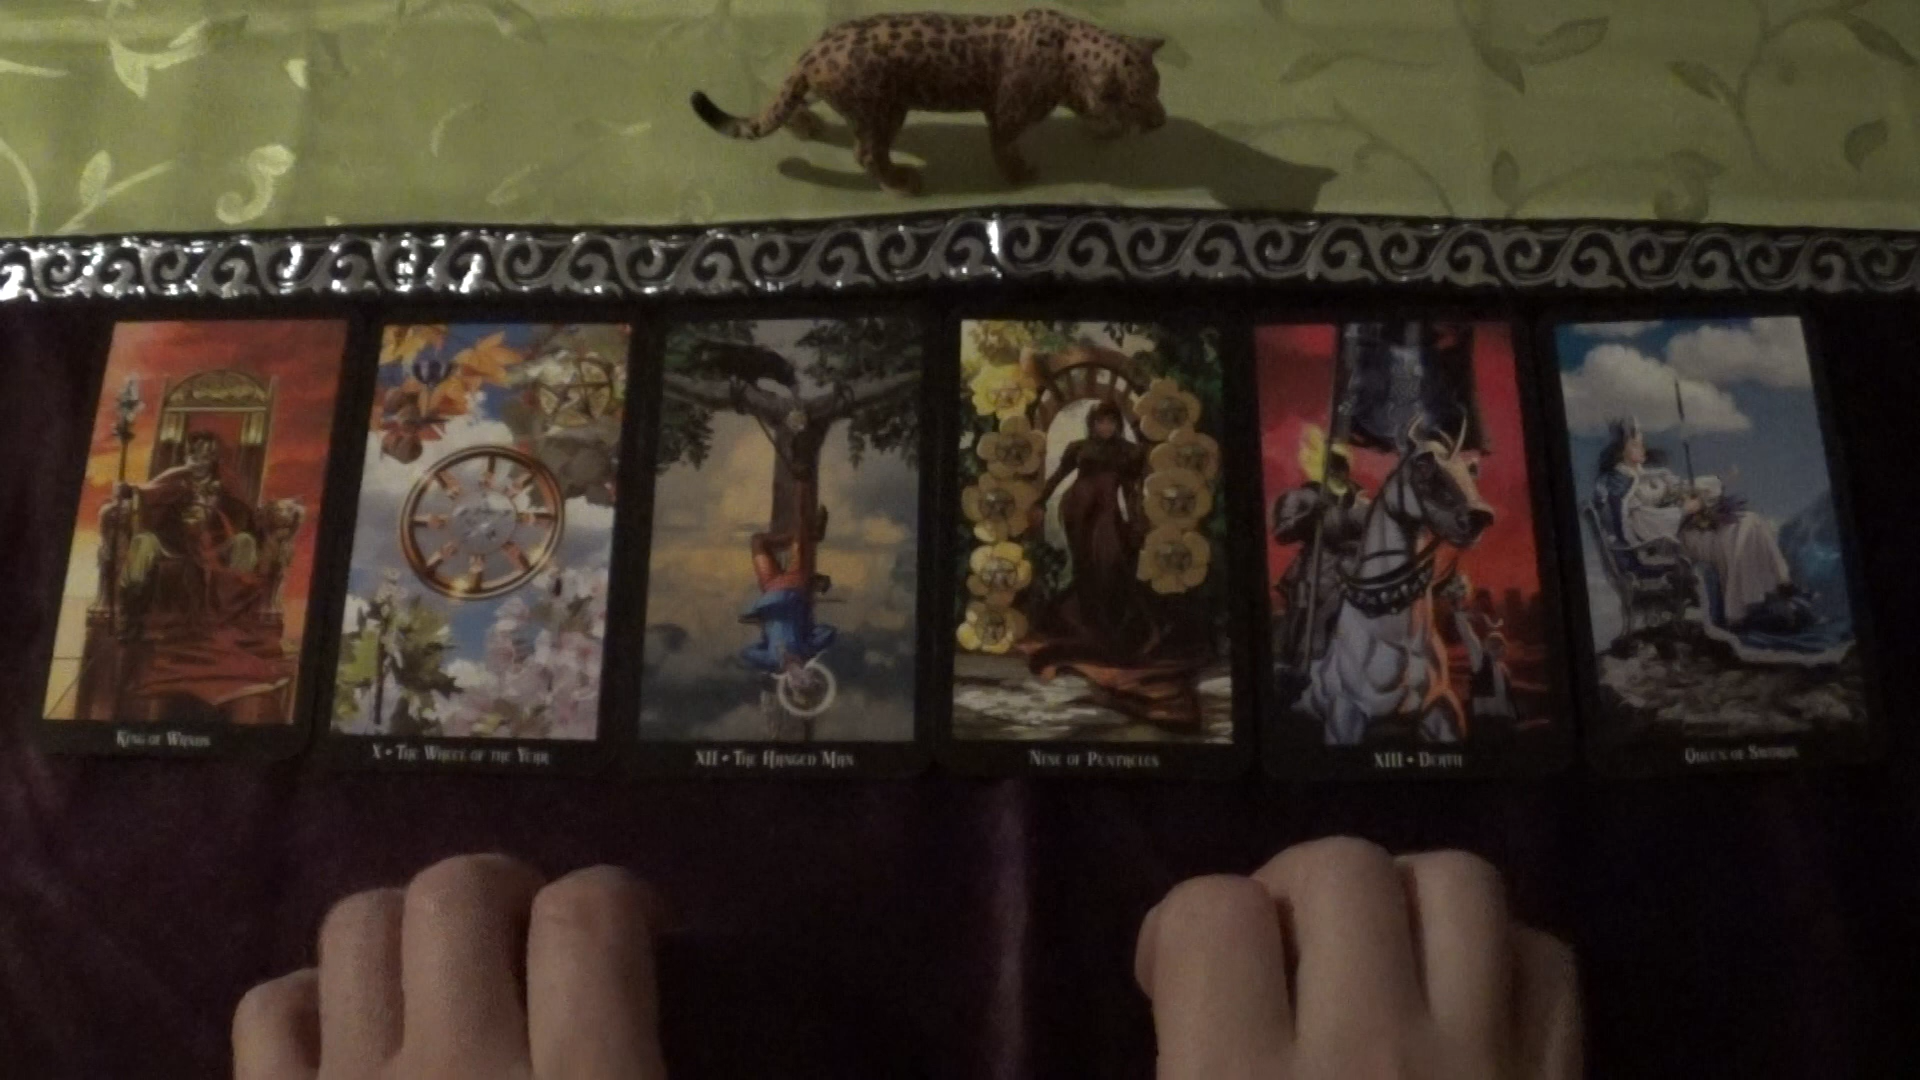 King of Wands
X • The Wheel of the Year
XII • The Hanged Man
Nine of Pentacles
XIII • Death
Queen of Swords